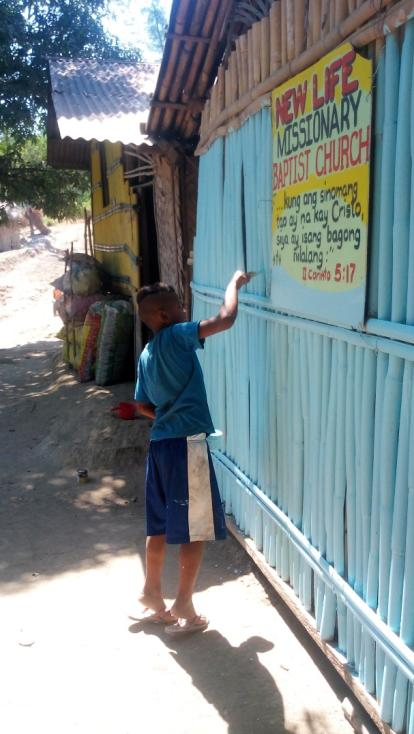 NEW LIFE
MISSIONARY
BAPTIST CHURCH
"...kung ang sinomang
tao ay na kay Cristo,
siya ay isang bagong
nilalang:"
II Corinto 5:17